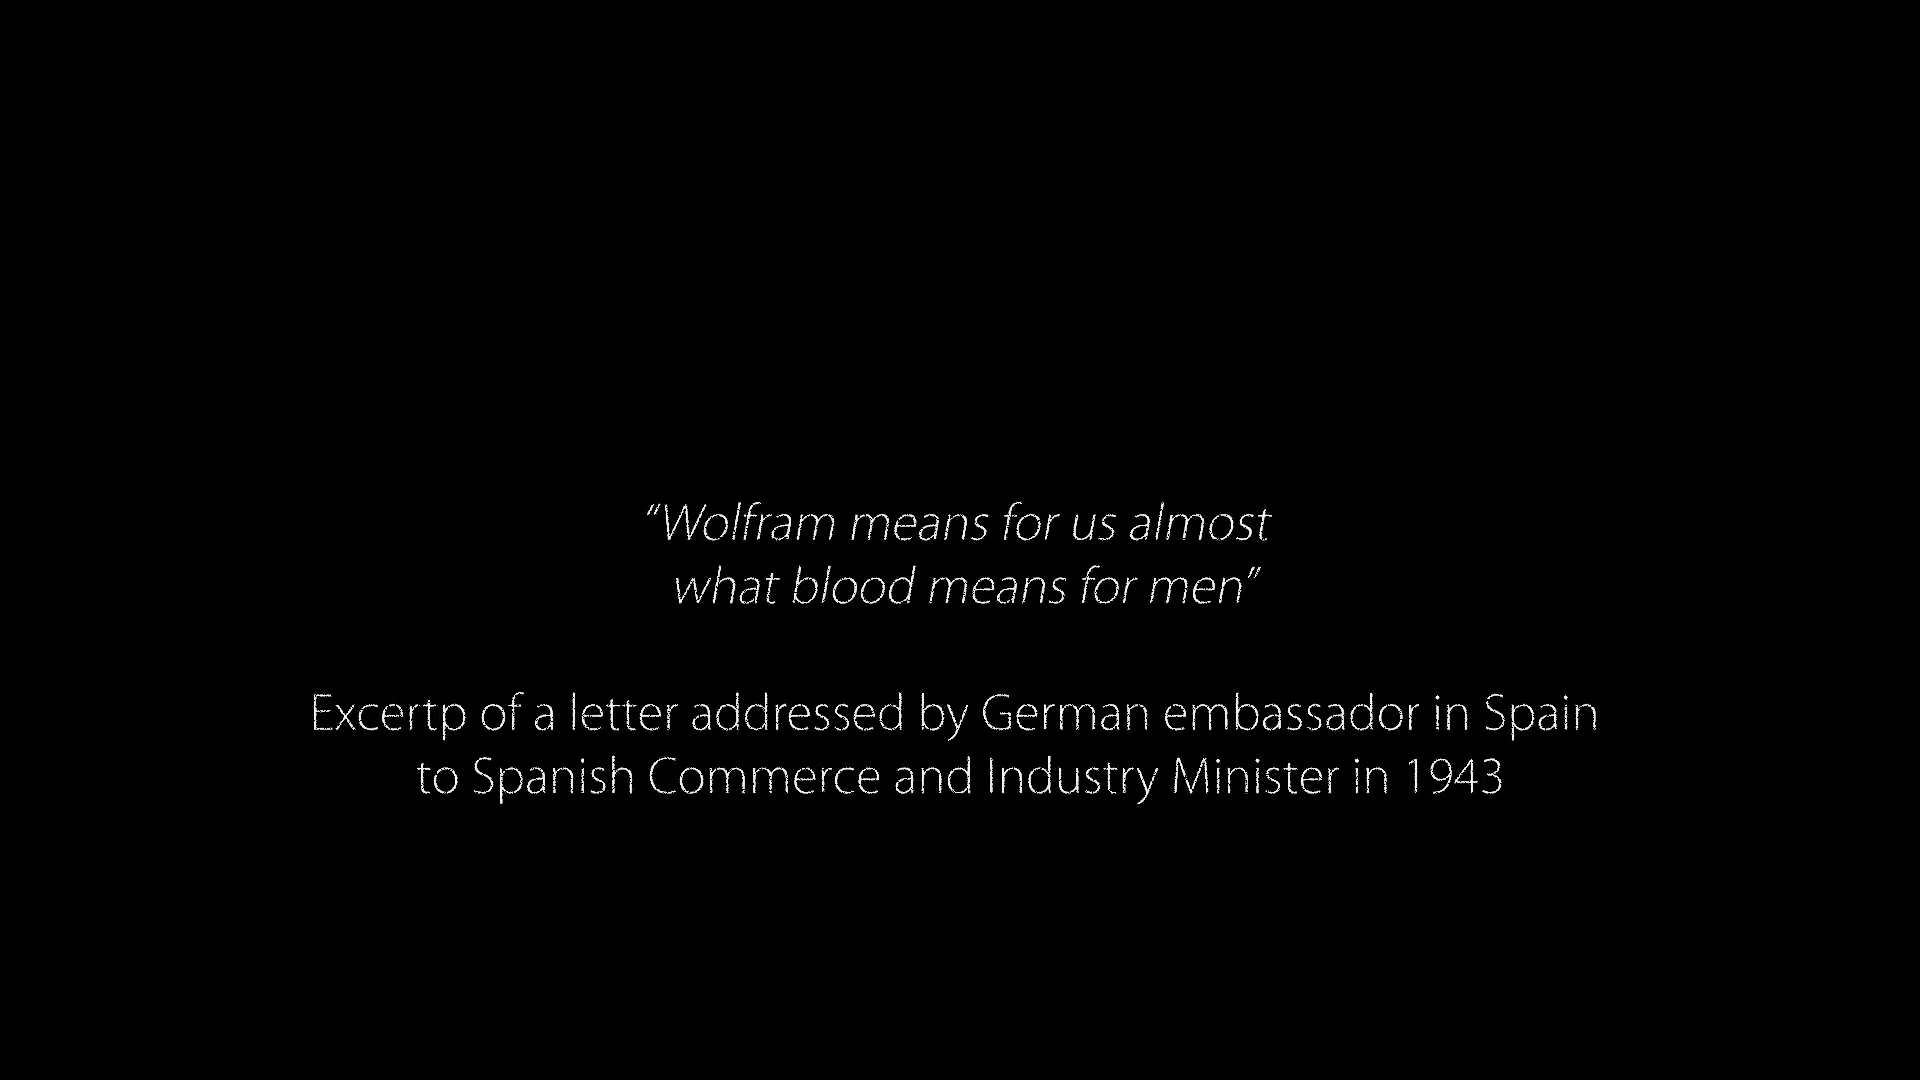 “Wolfram means for us almost
what blood means for men”
Excertp of a letter addressed by German embassador in Spain
to Spanish Commerce and Industry Minister in 1943